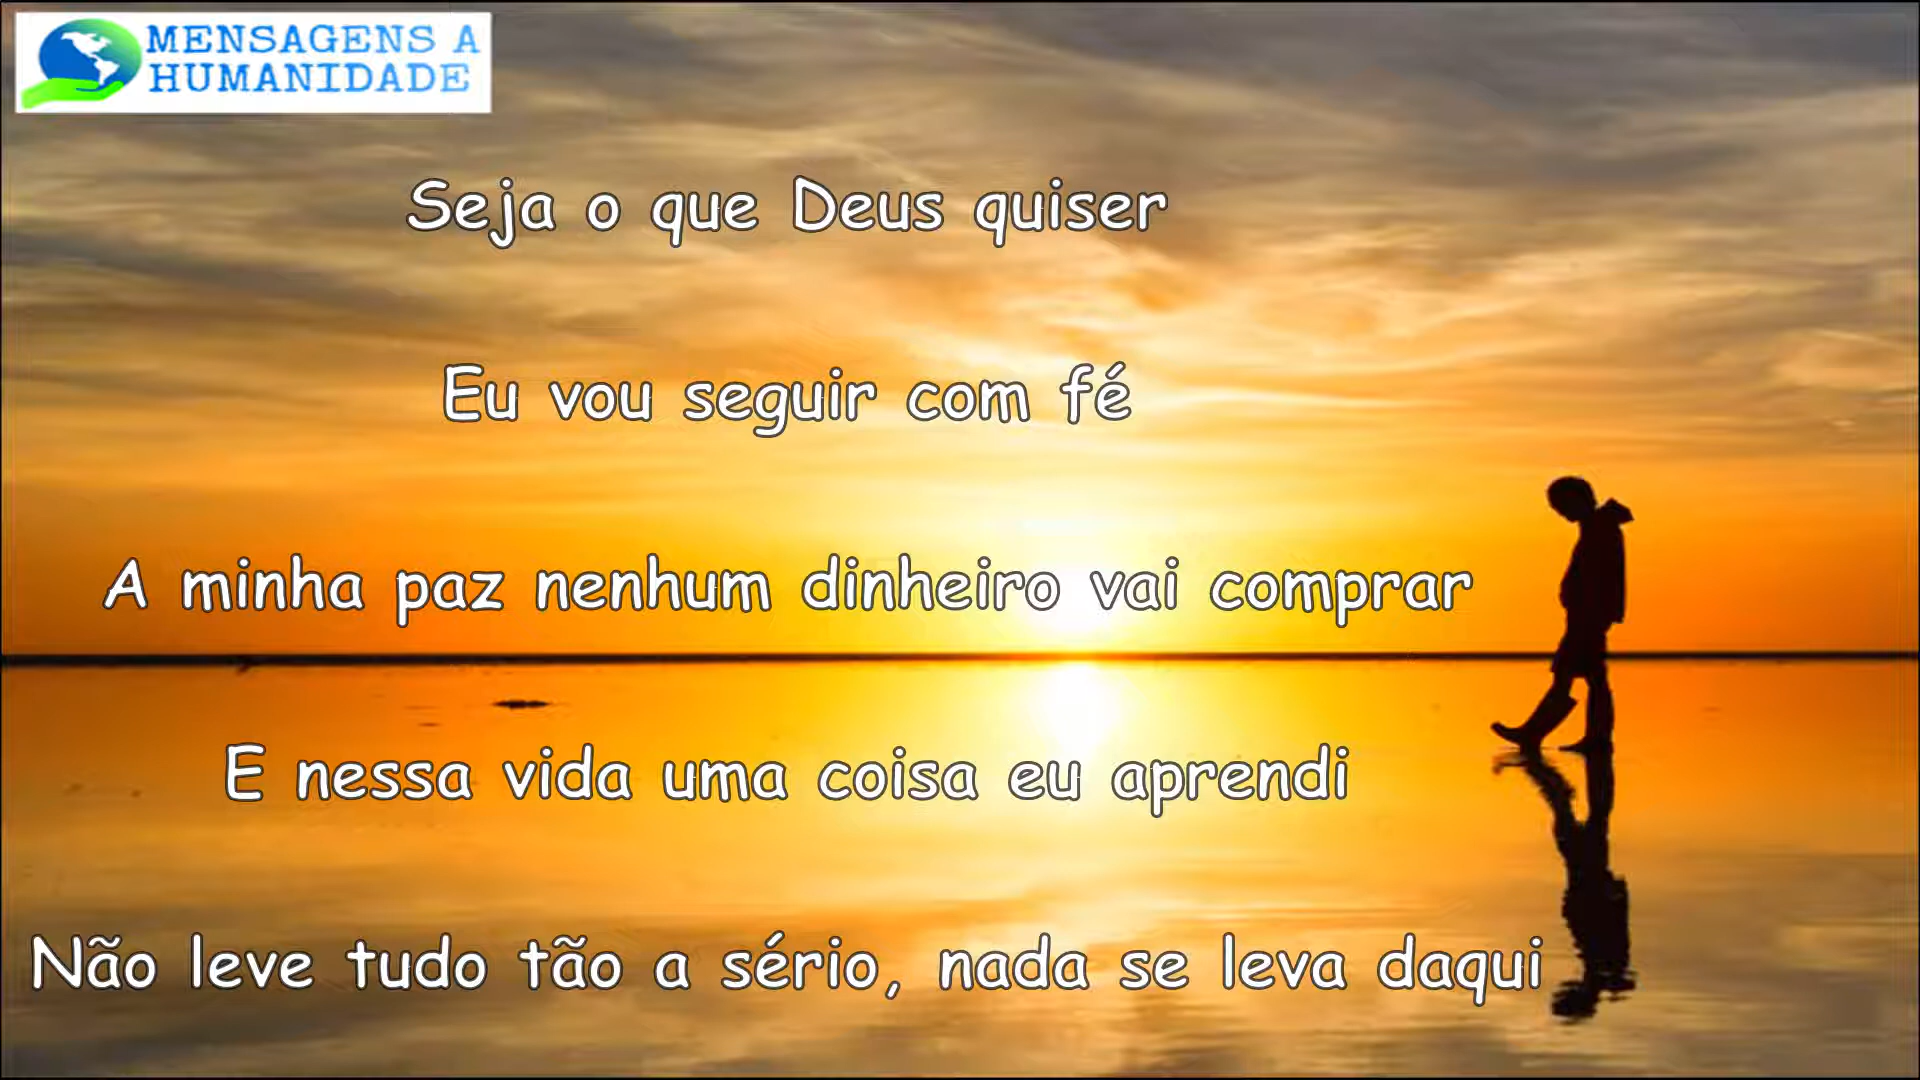 MENSAGENS A
HUMANIDADE
Seja o que Deus quiser
Eu vou seguir com fé
A minha paz nenhum dinheiro vai comprar
E nessa vida uma coisa eu aprendi
Não leve tudo tão a sério, nada se leva daqui